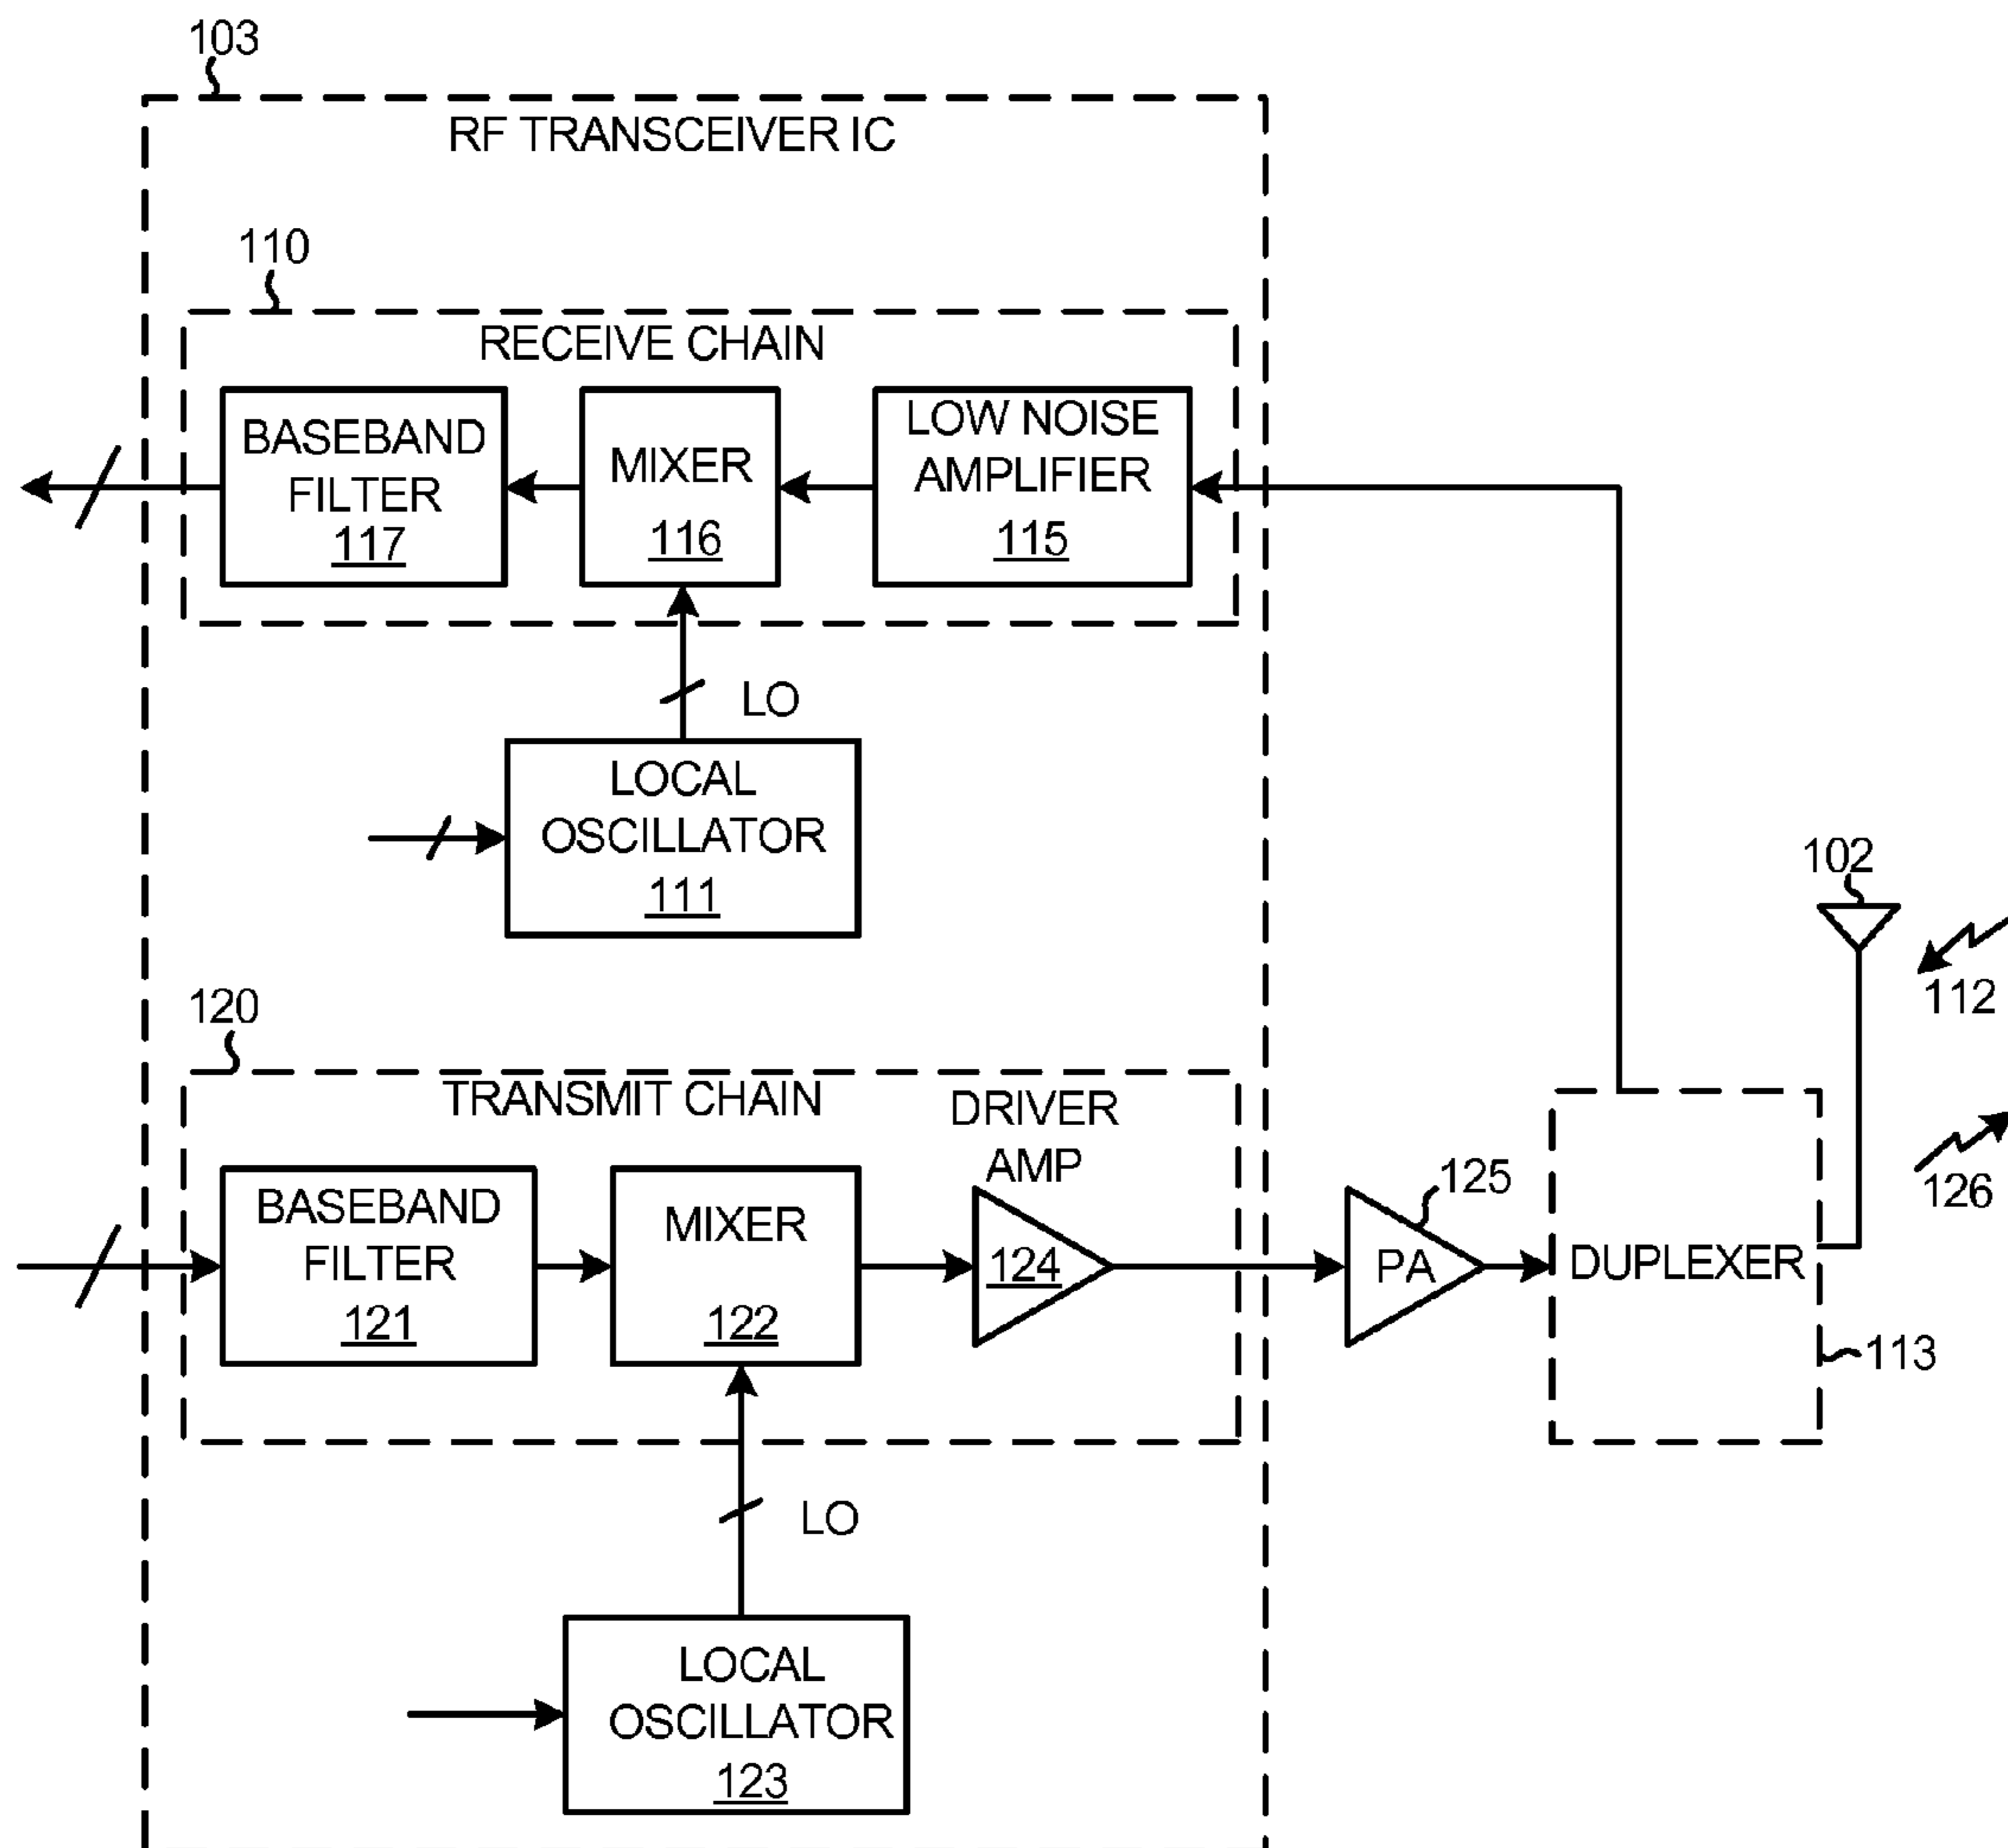 103
RF TRANSCEIVER IC
110
RECEIVE CHAIN
BASEBAND
FILTER
117
MIXER
116
LOW NOISE
AMPLIFIER
115
LO
LOCAL
OSCILLATOR
111
102
112
120
TRANSMIT CHAIN
DRIVER
AMP
BASEBAND
FILTER
121
MIXER
122
124
125
PA
DUPLEXER
126
113
LO
LOCAL
OSCILLATOR
123